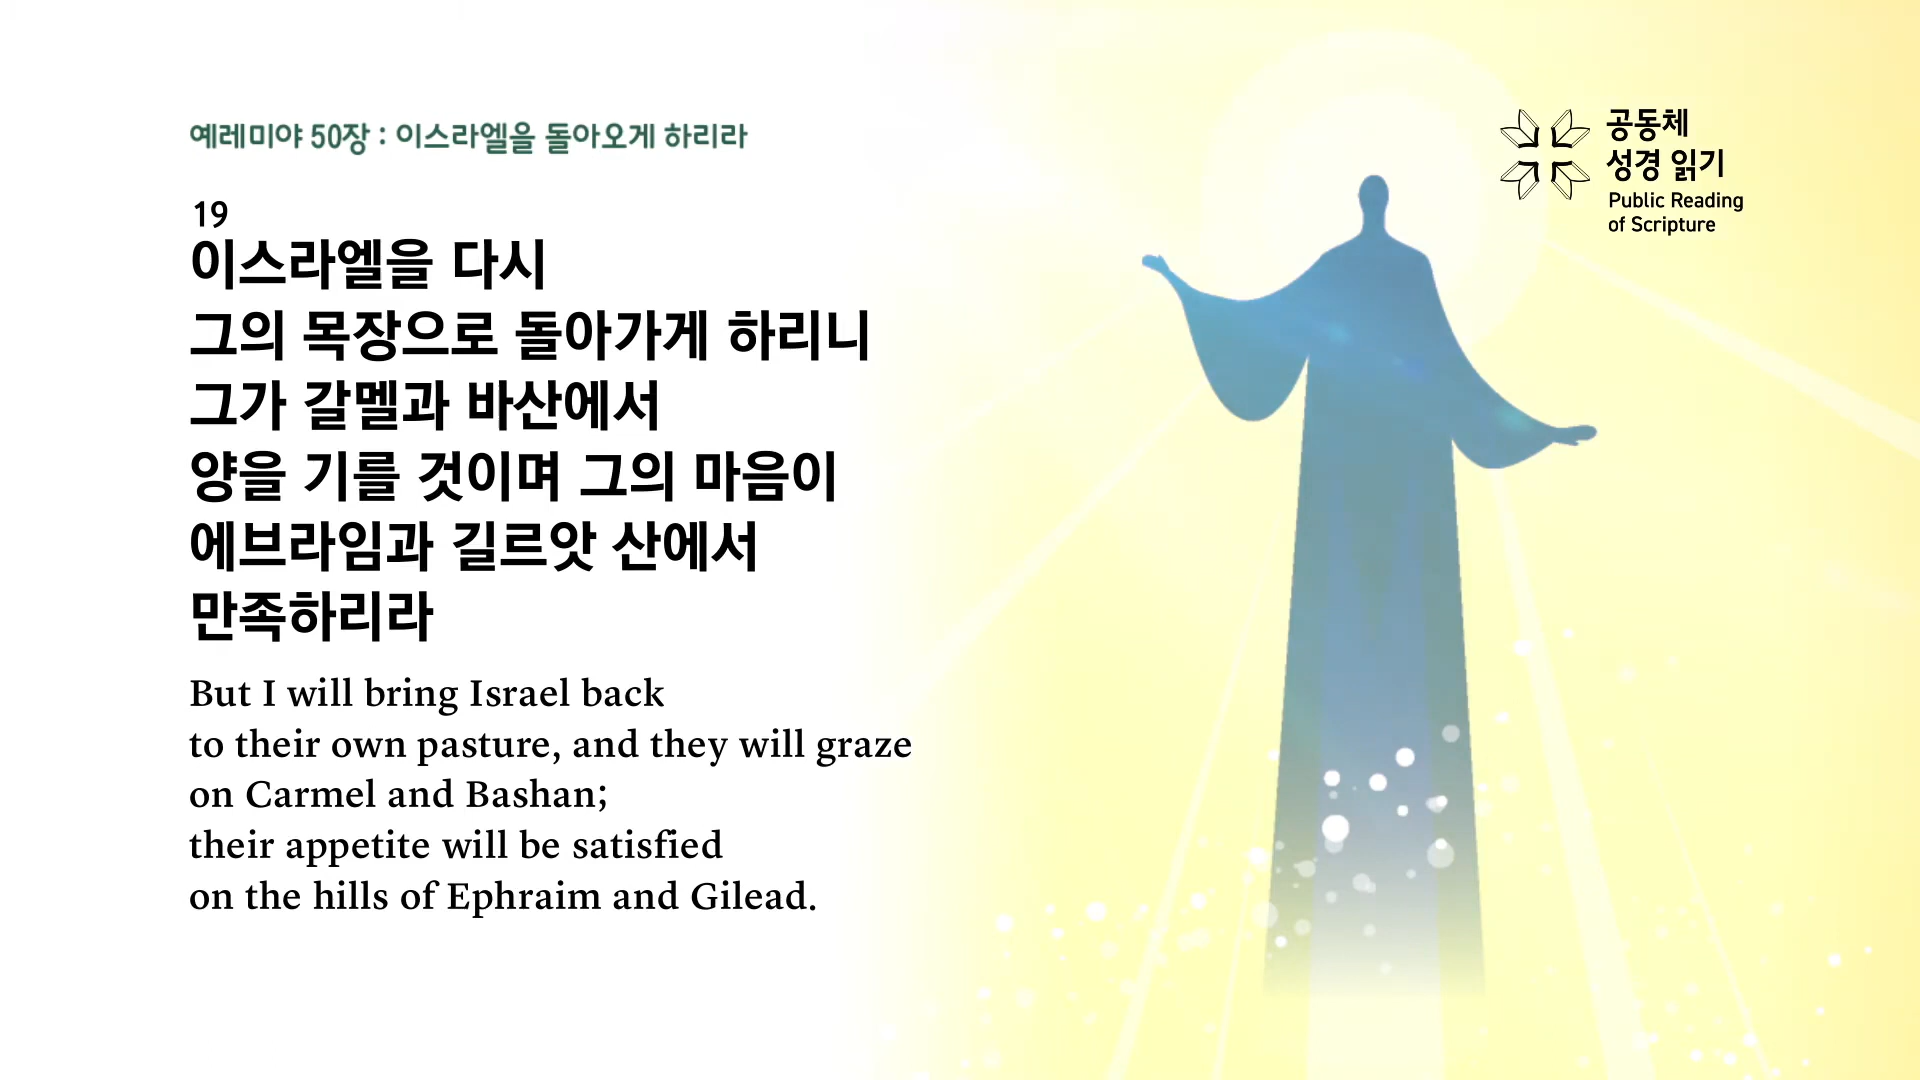 예레미야 50장 : 이스라엘을 돌아오게 하리라
19
이스라엘을 다시
그의 목장으로 돌아가게 하리니
그가 갈멜과 바산에서
양을 기를 것이며 그의 마음이
에브라임과 길르앗 산에서
만족하리라
But I will bring Israel back
to their own pasture, and they will graze
on Carmel and Bashan;
their appetite will be satisfied
on the hills of Ephraim and Gilead.
공동체
성경 읽기
Public Reading
of Scripture